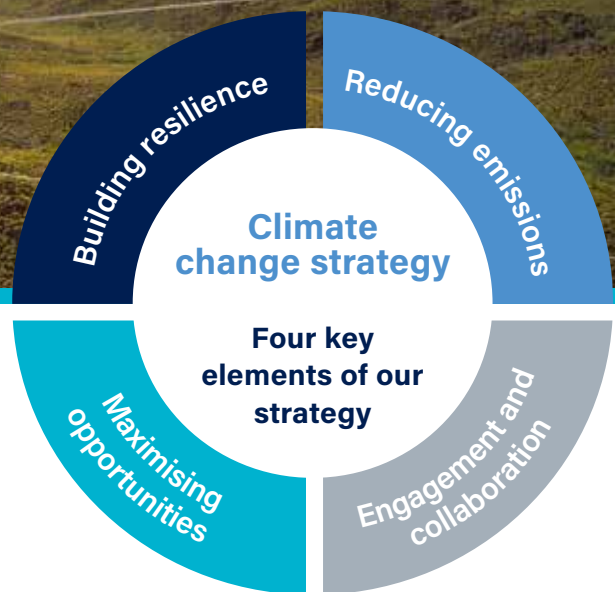 Building resilience
Reducing emissions
Climate
change strategy
Four key
elements of our
strategy
Maximising
opportunities
Engagement and
collaboration